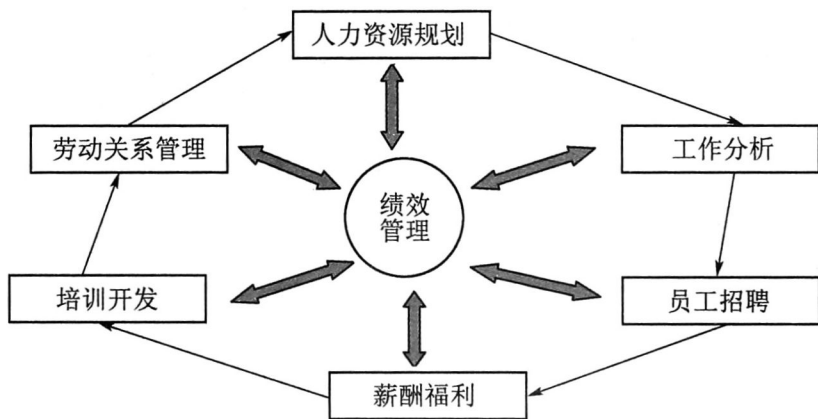 人力资源规划
劳动关系管理
工作分析
绩效
管理
培训开发
员工招聘
薪酬福利